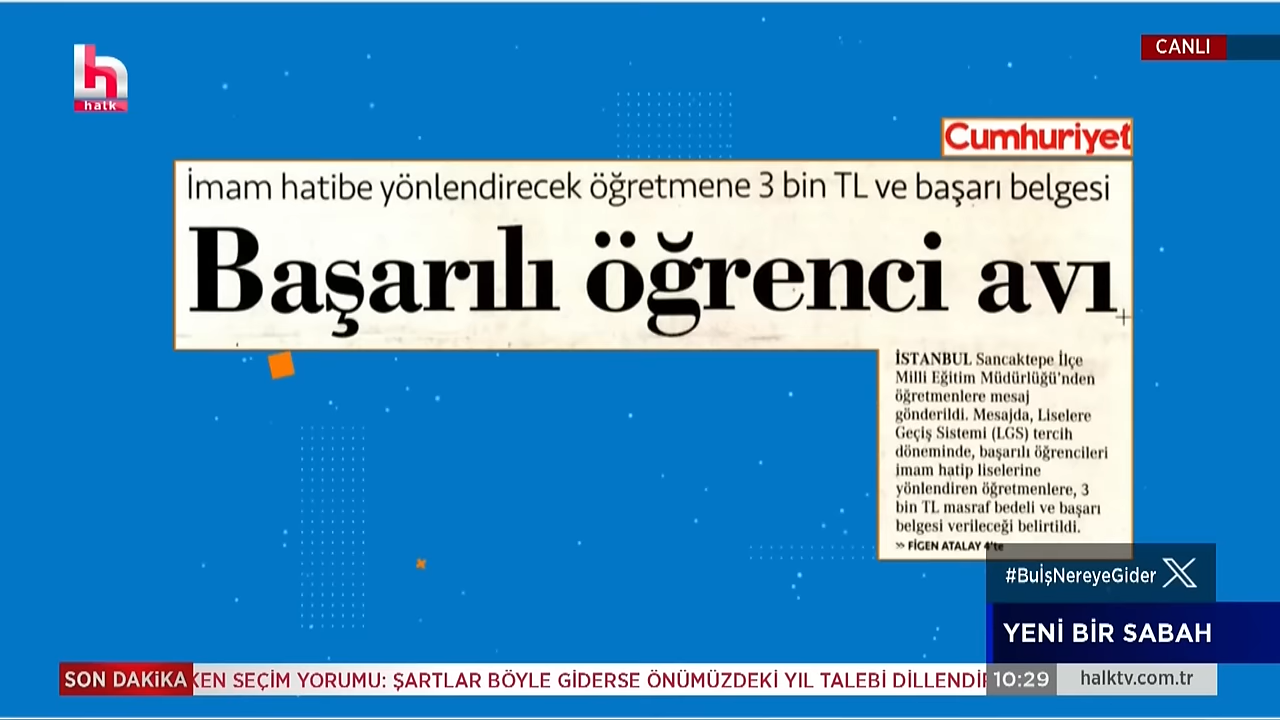 halk
CANLI
Cumhuriyet
İmam hatibe yönlendirecek öğretmene 3 bin TL ve başarı belgesi
Başarılı öğrenci avı
İSTANBUL Sancaktepe İlçe
Milli Eğitim Müdürlüğü'nden
öğretmenlere mesaj
gönderildi. Mesajda, Liselere
Geçiş Sistemi (LGS) tercih
döneminde, başarılı öğrencileri
imam hatip liselerine
yönlendiren öğretmenlere, 3
bin TL masraf bedeli ve başarı
belgesi verileceği belirtildi.
» FİGEN ATALAY 4'te
#BuİşNereyeGider X
YENİ BİR SABAH
SON DAKİKA KEN SEÇİM YORUMU: ŞARTLAR BÖYLE GİDERSE ÖNÜMÜZDEKİ YIL TALEBİ DİLLENDİ 10:29 halktv.com.tr